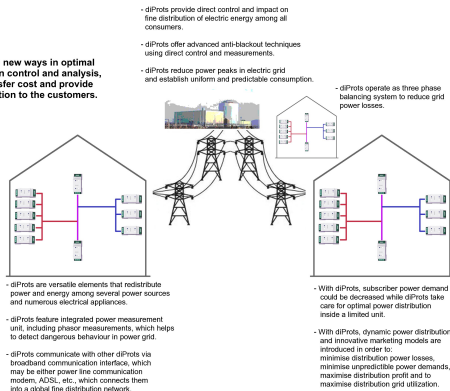 - diProts provide direct control and impact on
fine distribution of electric energy among all
consumers.
- diProts offer advanced anti-blackout techniques
using direct control and measurements.
- diProts reduce power peaks in electric grid
and establish uniform and predictable consumption.
new ways in optimal
n control and analysis,
sfer cost and provide
tion to the customers.
- diProts operate as three phase
balancing system to reduce grid
power losses.
- diProts are versatile elements that redistribute
power and energy among several power sources
and numerous electrical appliances.
- diProts feature integrated power measurement
unit, including phasor measurements, which helps
to detect dangerous behaviour in power grid.
- diProts communicate with other diProts via
broadband communication interface, which
may be either power line communication
modem, ADSL, etc., which connects them
into a global fine distribution network.
- With diProts, subscriber power demand
could be decreased while diProts take
care for optimal power distribution
inside a limited unit.
- With diProts, dynamic power distribution
and innovative marketing models are
introduced in order to:
minimise distribution power losses,
minimise unpredictible power demands,
maximise distribution profit and to
maximise distribution grid utilization.